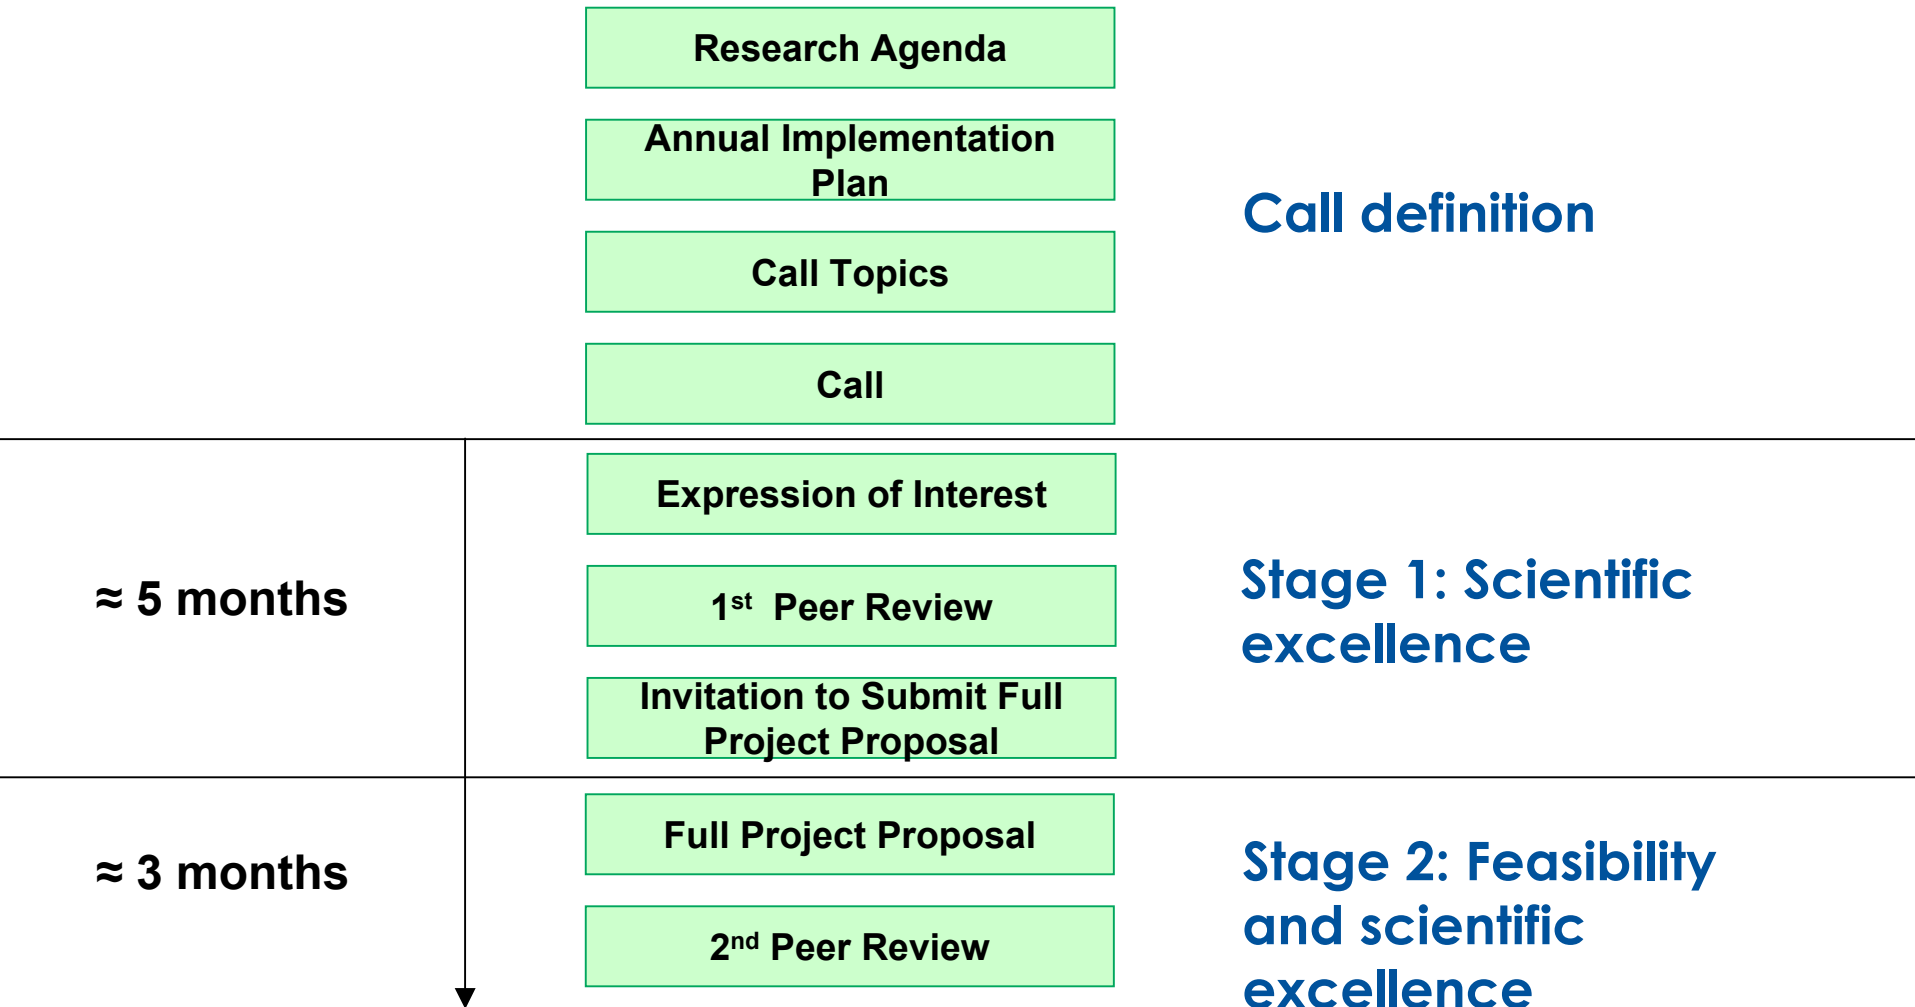 Research Agenda
Annual Implementation
Plan
Call definition
Call Topics
Call
Expression of Interest
≈ 5 months
1st Peer Review
Stage 1: Scientific
excellence
Invitation to Submit Full
Project Proposal
Full Project Proposal
≈ 3 months
2nd Peer Review
Stage 2: Feasibility
and scientific
excellence